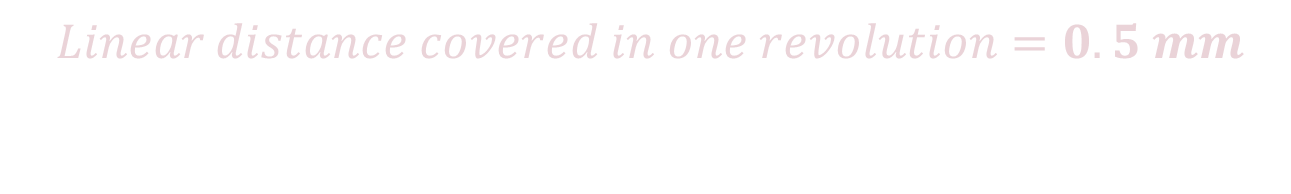 Linear distance covered in one revolution = 0.5 mm